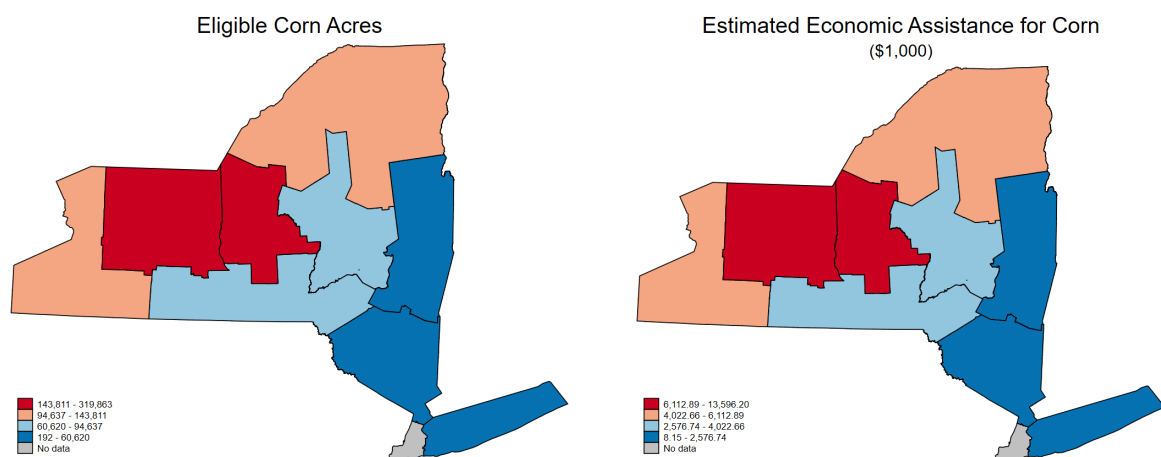 Eligible Corn Acres
143,811 - 319,863
94,637 - 143,811
60,620 - 94,637
192 - 60,620
No data
Estimated Economic Assistance for Corn
($1,000)
6,112.89 - 13,596.20
4,022.66 - 6,112.89
2,576.74 - 4,022.66
8.15 - 2,576.74
No data